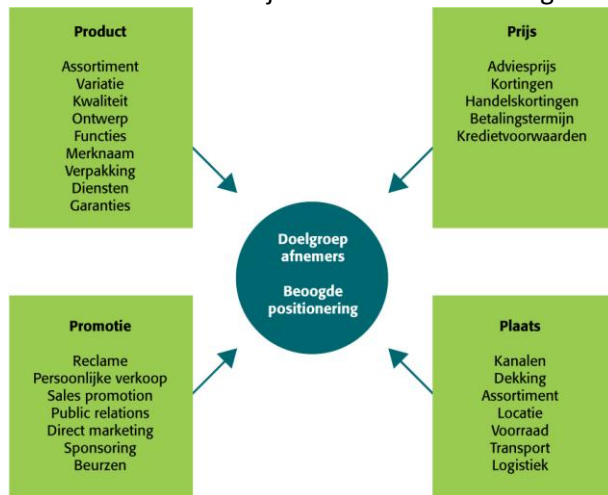 Product
Assortiment
Variatie
Kwaliteit
Ontwerp
Functies
Merknaam
Verpakking
Diensten
Garanties
Prijs
Adviesprijs
Kortingen
Handelskortingen
Betalingstermijn
Kredietvoorwaarden
Doelgroep
afnemers
Beoogde
positionering
Promotie
Reclame
Persoonlijke verkoop
Sales promotion
Public relations
Direct marketing
Sponsoring
Beurzen
Plaats
Kanalen
Dekking
Assortiment
Locatie
Voorraad
Transport
Logistiek